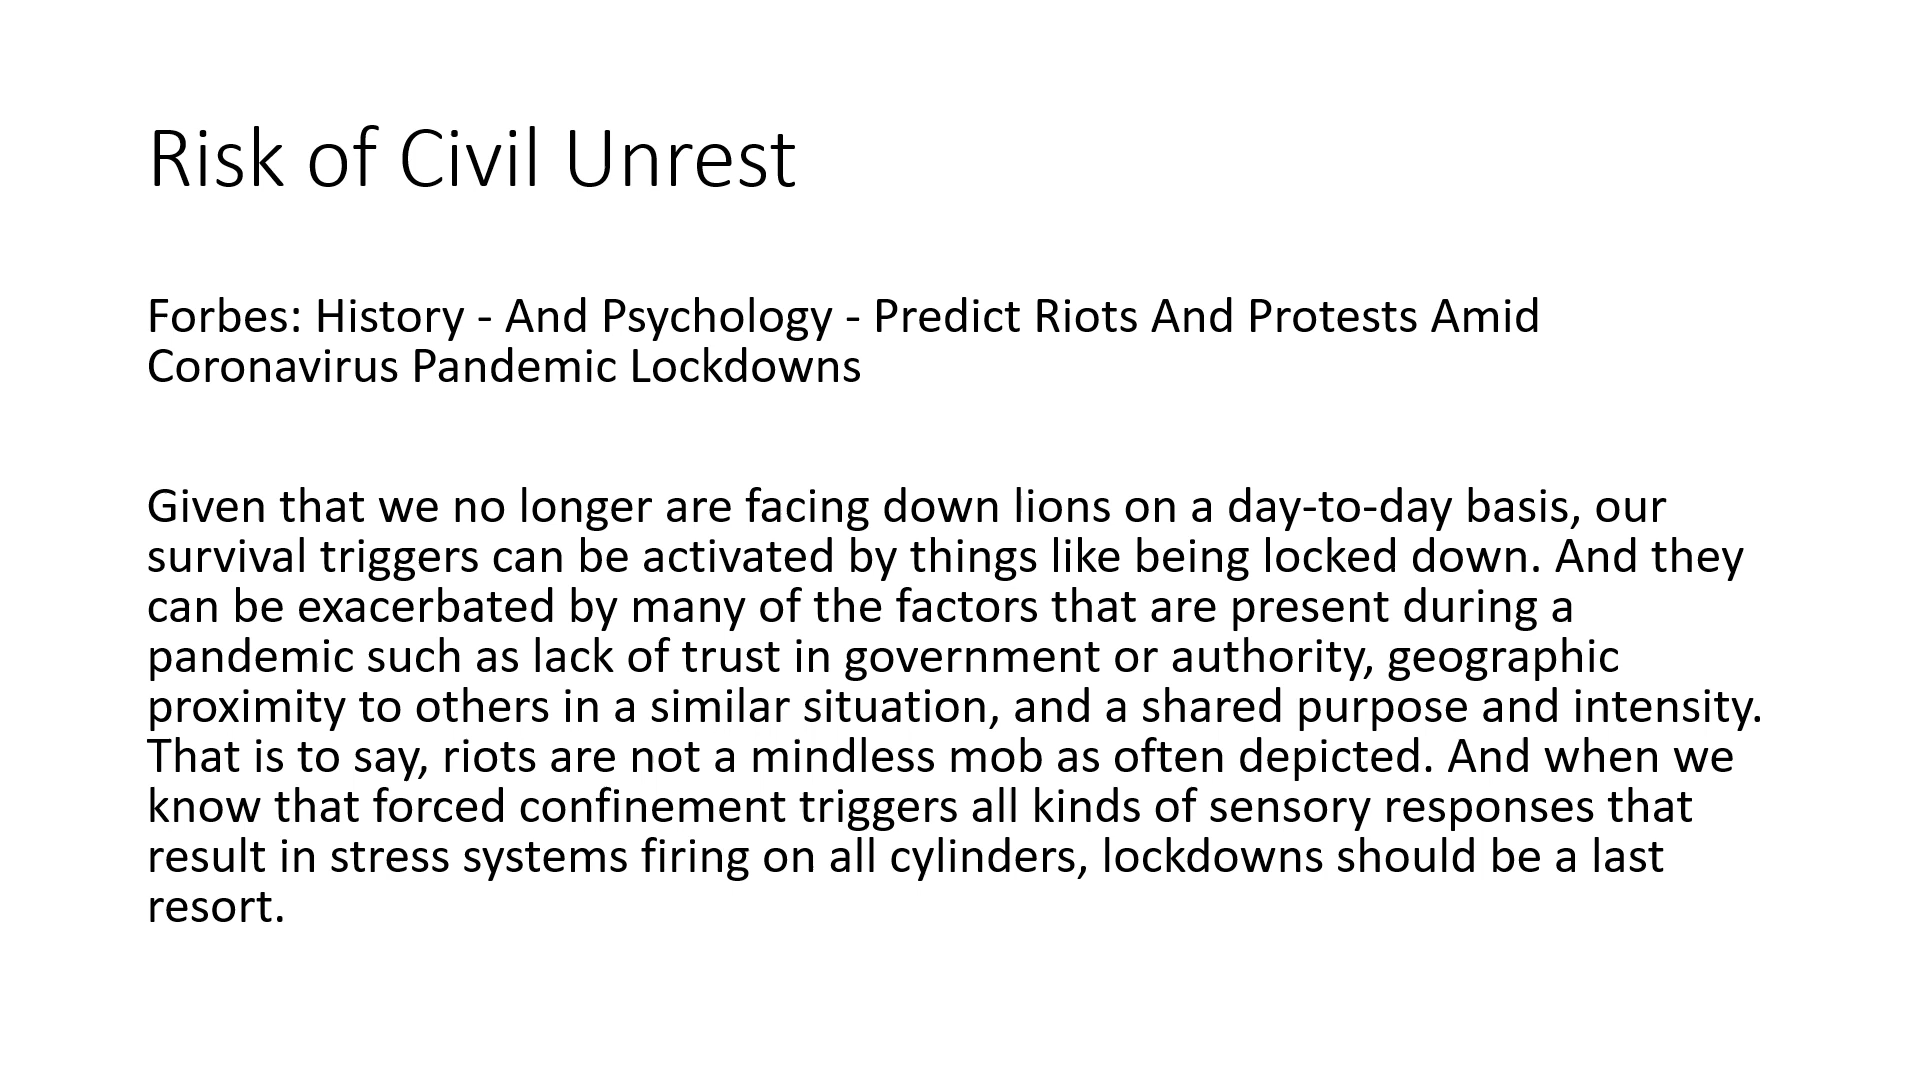 Risk of Civil Unrest
Forbes: History - And Psychology - Predict Riots And Protests Amid
Coronavirus Pandemic Lockdowns
Given that we no longer are facing down lions on a day-to-day basis, our
survival triggers can be activated by things like being locked down. And they
can be exacerbated by many of the factors that are present during a
pandemic such as lack of trust in government or authority, geographic
proximity to others in a similar situation, and a shared purpose and intensity.
That is to say, riots are not a mindless mob as often depicted. And when we
know that forced confinement triggers all kinds of sensory responses that
result in stress systems firing on all cylinders, lockdowns should be a last
resort.